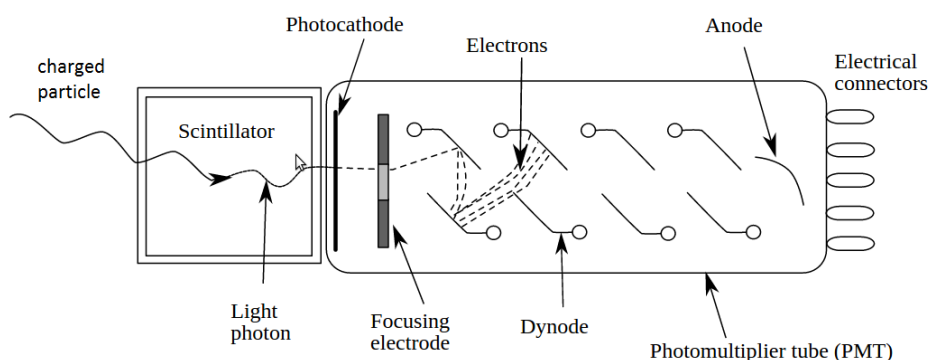 Photocathode
Electrons
Anode
Electrical
connectors
charged
particle
Scintillator
Light
photon
Focusing
electrode
Dynode
Photomultiplier tube (PMT)